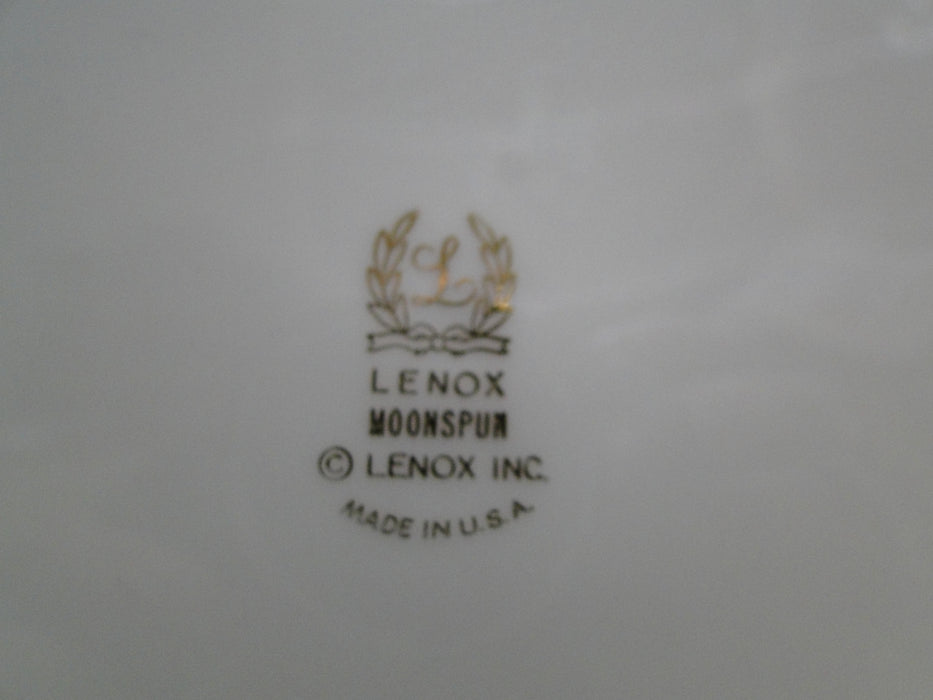 L
LENOX
MOONSPUN
© LENOX INC.
MADE IN U.S.A.